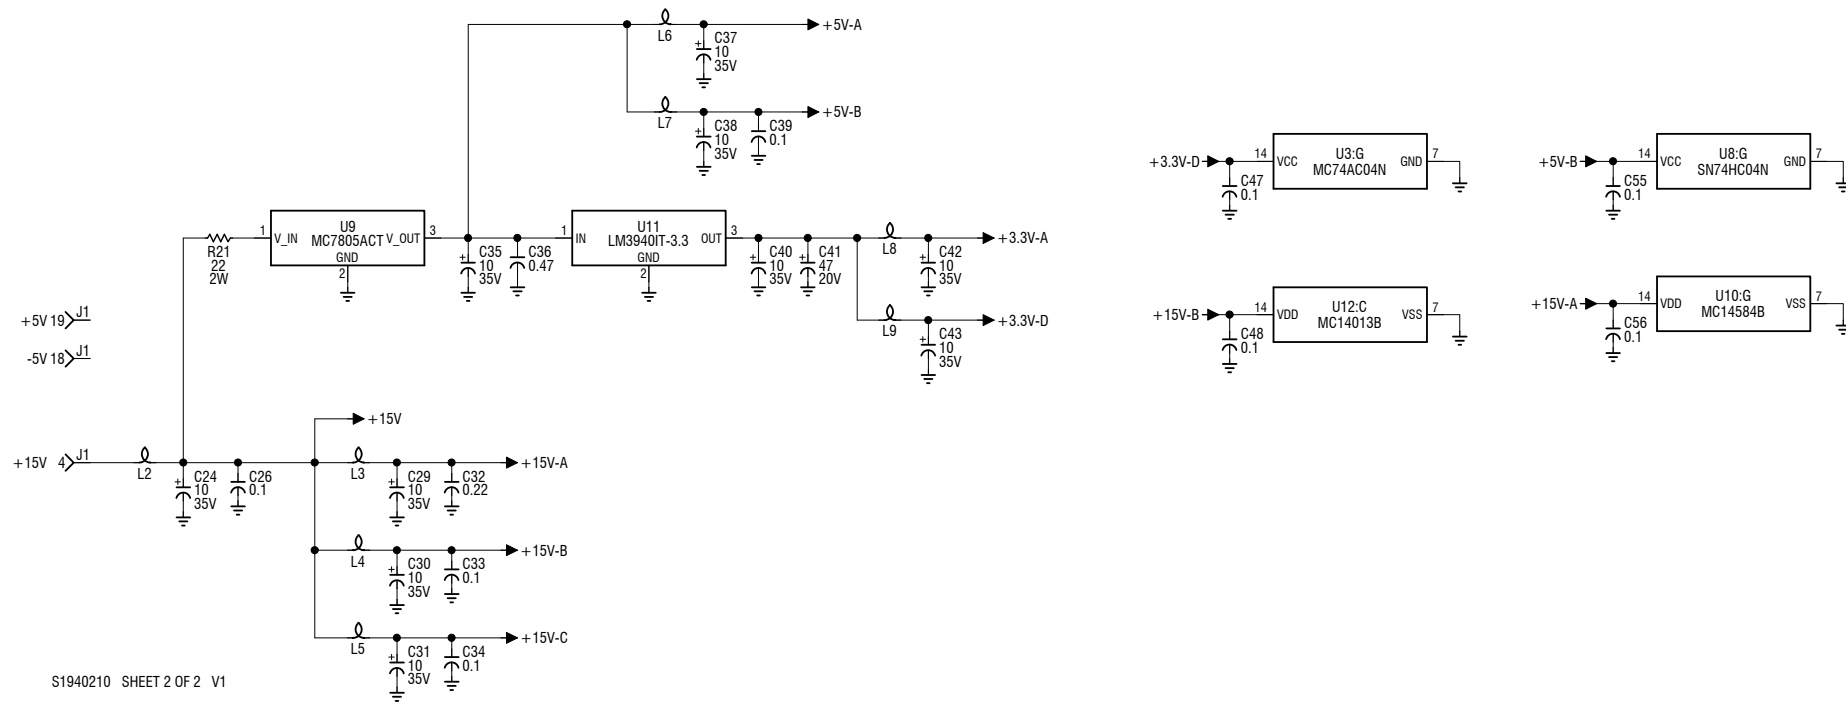 L6
+5V-A
C37
10
35V
L7
+5V-B
C38
10
35V
C39
0.1
R21
22
2W
1
V_IN
U9
MC7805ACT
V_OUT
3
GND
2
C35
10
35V
C36
0.47
1
IN
U11
LM3940IT-3.3
OUT
3
GND
2
C40
10
35V
C41
47
20V
L8
+3.3V-A
C42
10
35V
L9
+3.3V-D
C43
10
35V
+5V 19 J1
-5V 18 J1
+15V 4 J1
L2
C24
10
35V
C26
0.1
+15V
L3
+15V-A
C29
10
35V
C32
0.22
L4
+15V-B
C30
10
35V
C33
0.1
L5
+15V-C
C31
10
35V
C34
0.1
+3.3V-D
C47
0.1
14
VCC
U3:G
MC74AC04N
GND
7
+5V-B
C55
0.1
14
VCC
U8:G
SN74HC04N
GND
7
+15V-B
C48
0.1
14
VDD
U12:C
MC14013B
VSS
7
+15V-A
C56
0.1
14
VDD
U10:G
MC14584B
VSS
7
S1940210 SHEET 2 OF 2 V1